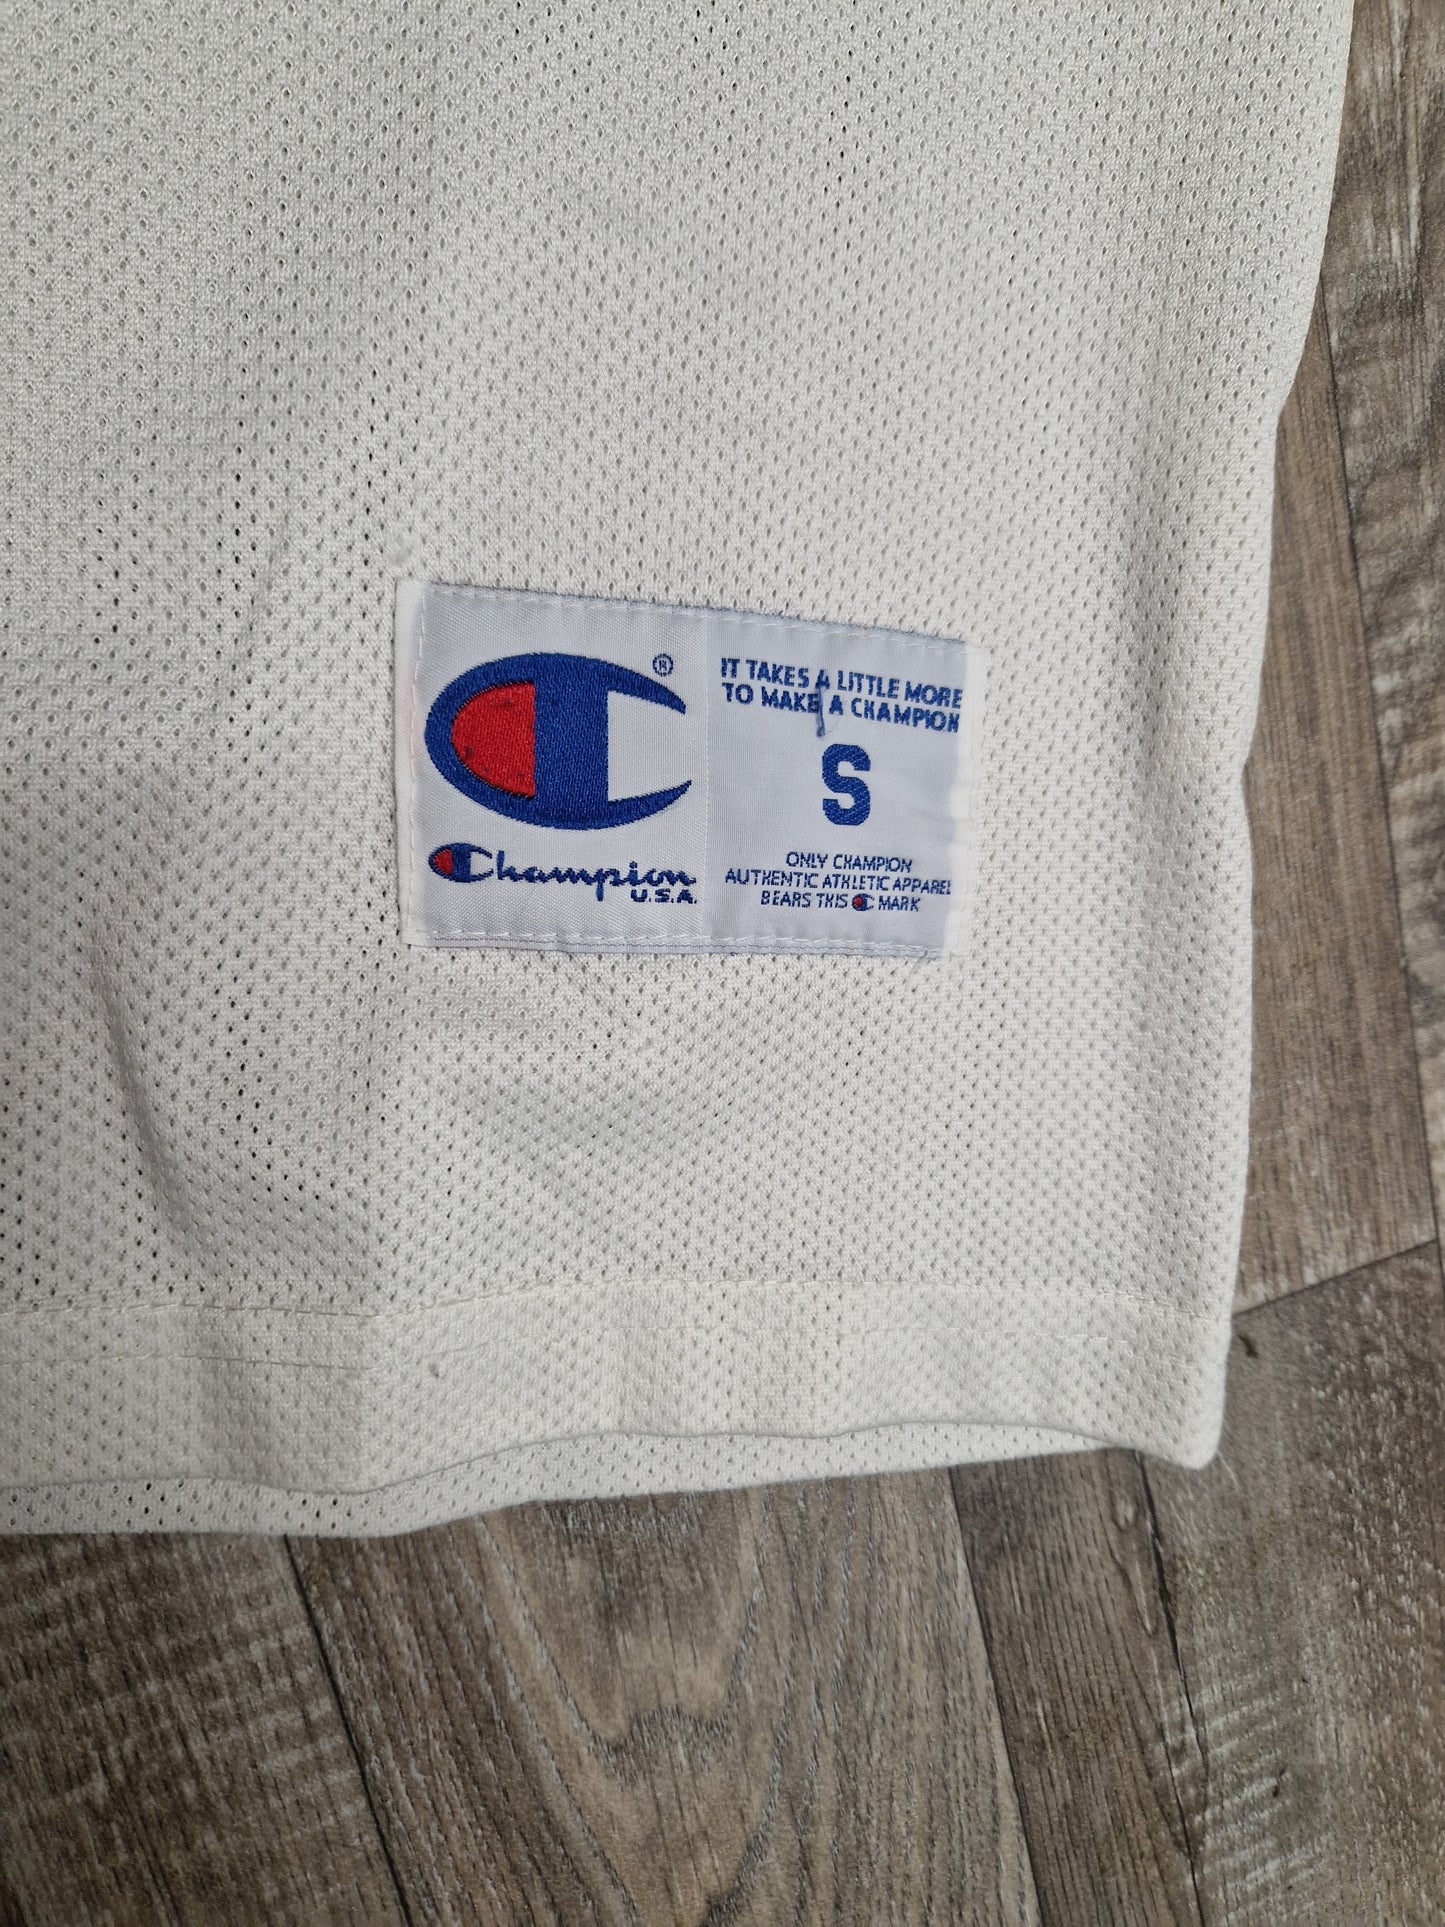 ®
Champion
U.S.A.
IT TAKES A LITTLE MORE
TO MAKE A CHAMPION
S
ONLY CHAMPION
AUTHENTIC ATHLETIC APPAREL
BEARS THIS C MARK